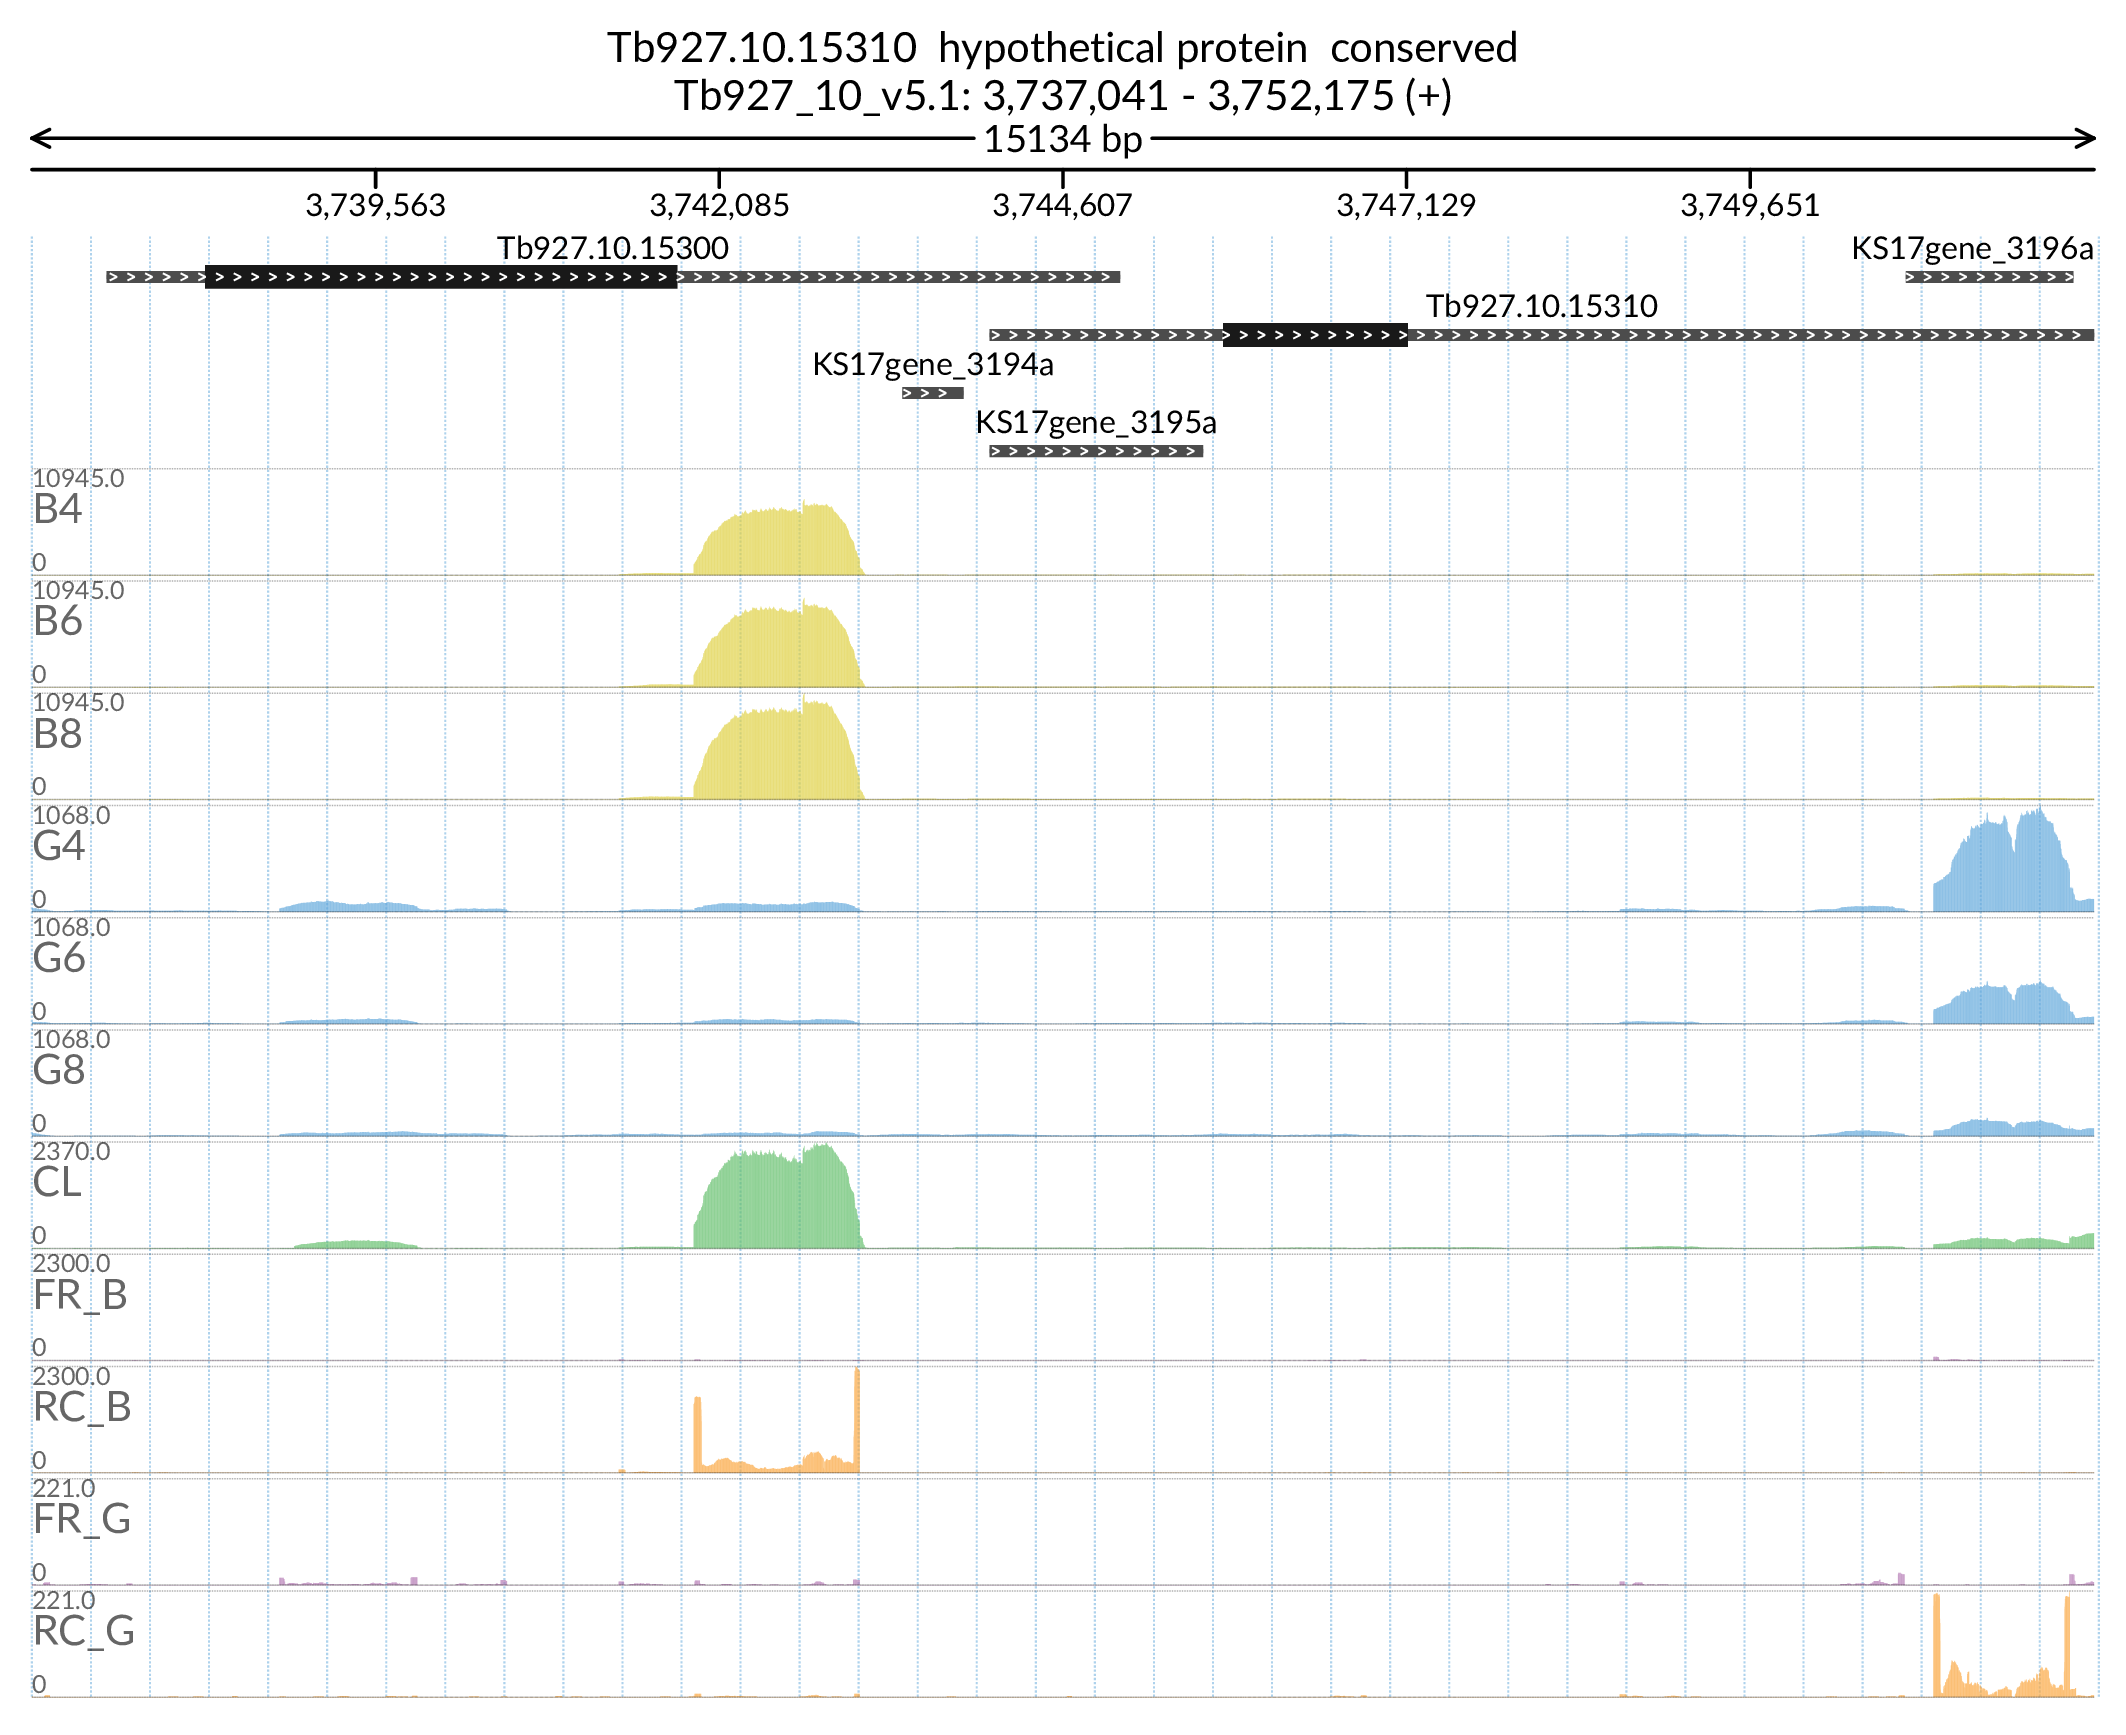 Tb927.10.15310 hypothetical protein conserved
Tb927_10_v5.1: 3,737,041 - 3,752,175 (+)
15134 bp
3,739,563 3,742,085 3,744,607 3,747,129 3,749,651
Tb927.10.15300 KS17gene_3196a
Tb927.10.15310
KS17gene_3194a
KS17gene_3195a
10945.0
B4
0
10945.0
B6
0
10945.0
B8
0
1068.0
G4
0
1068.0
G6
0
1068.0
G8
0
2370.0
CL
0
2300.0
FR_B
0
2300.0
RC_B
0
221.0
FR_G
0
221.0
RC_G
0